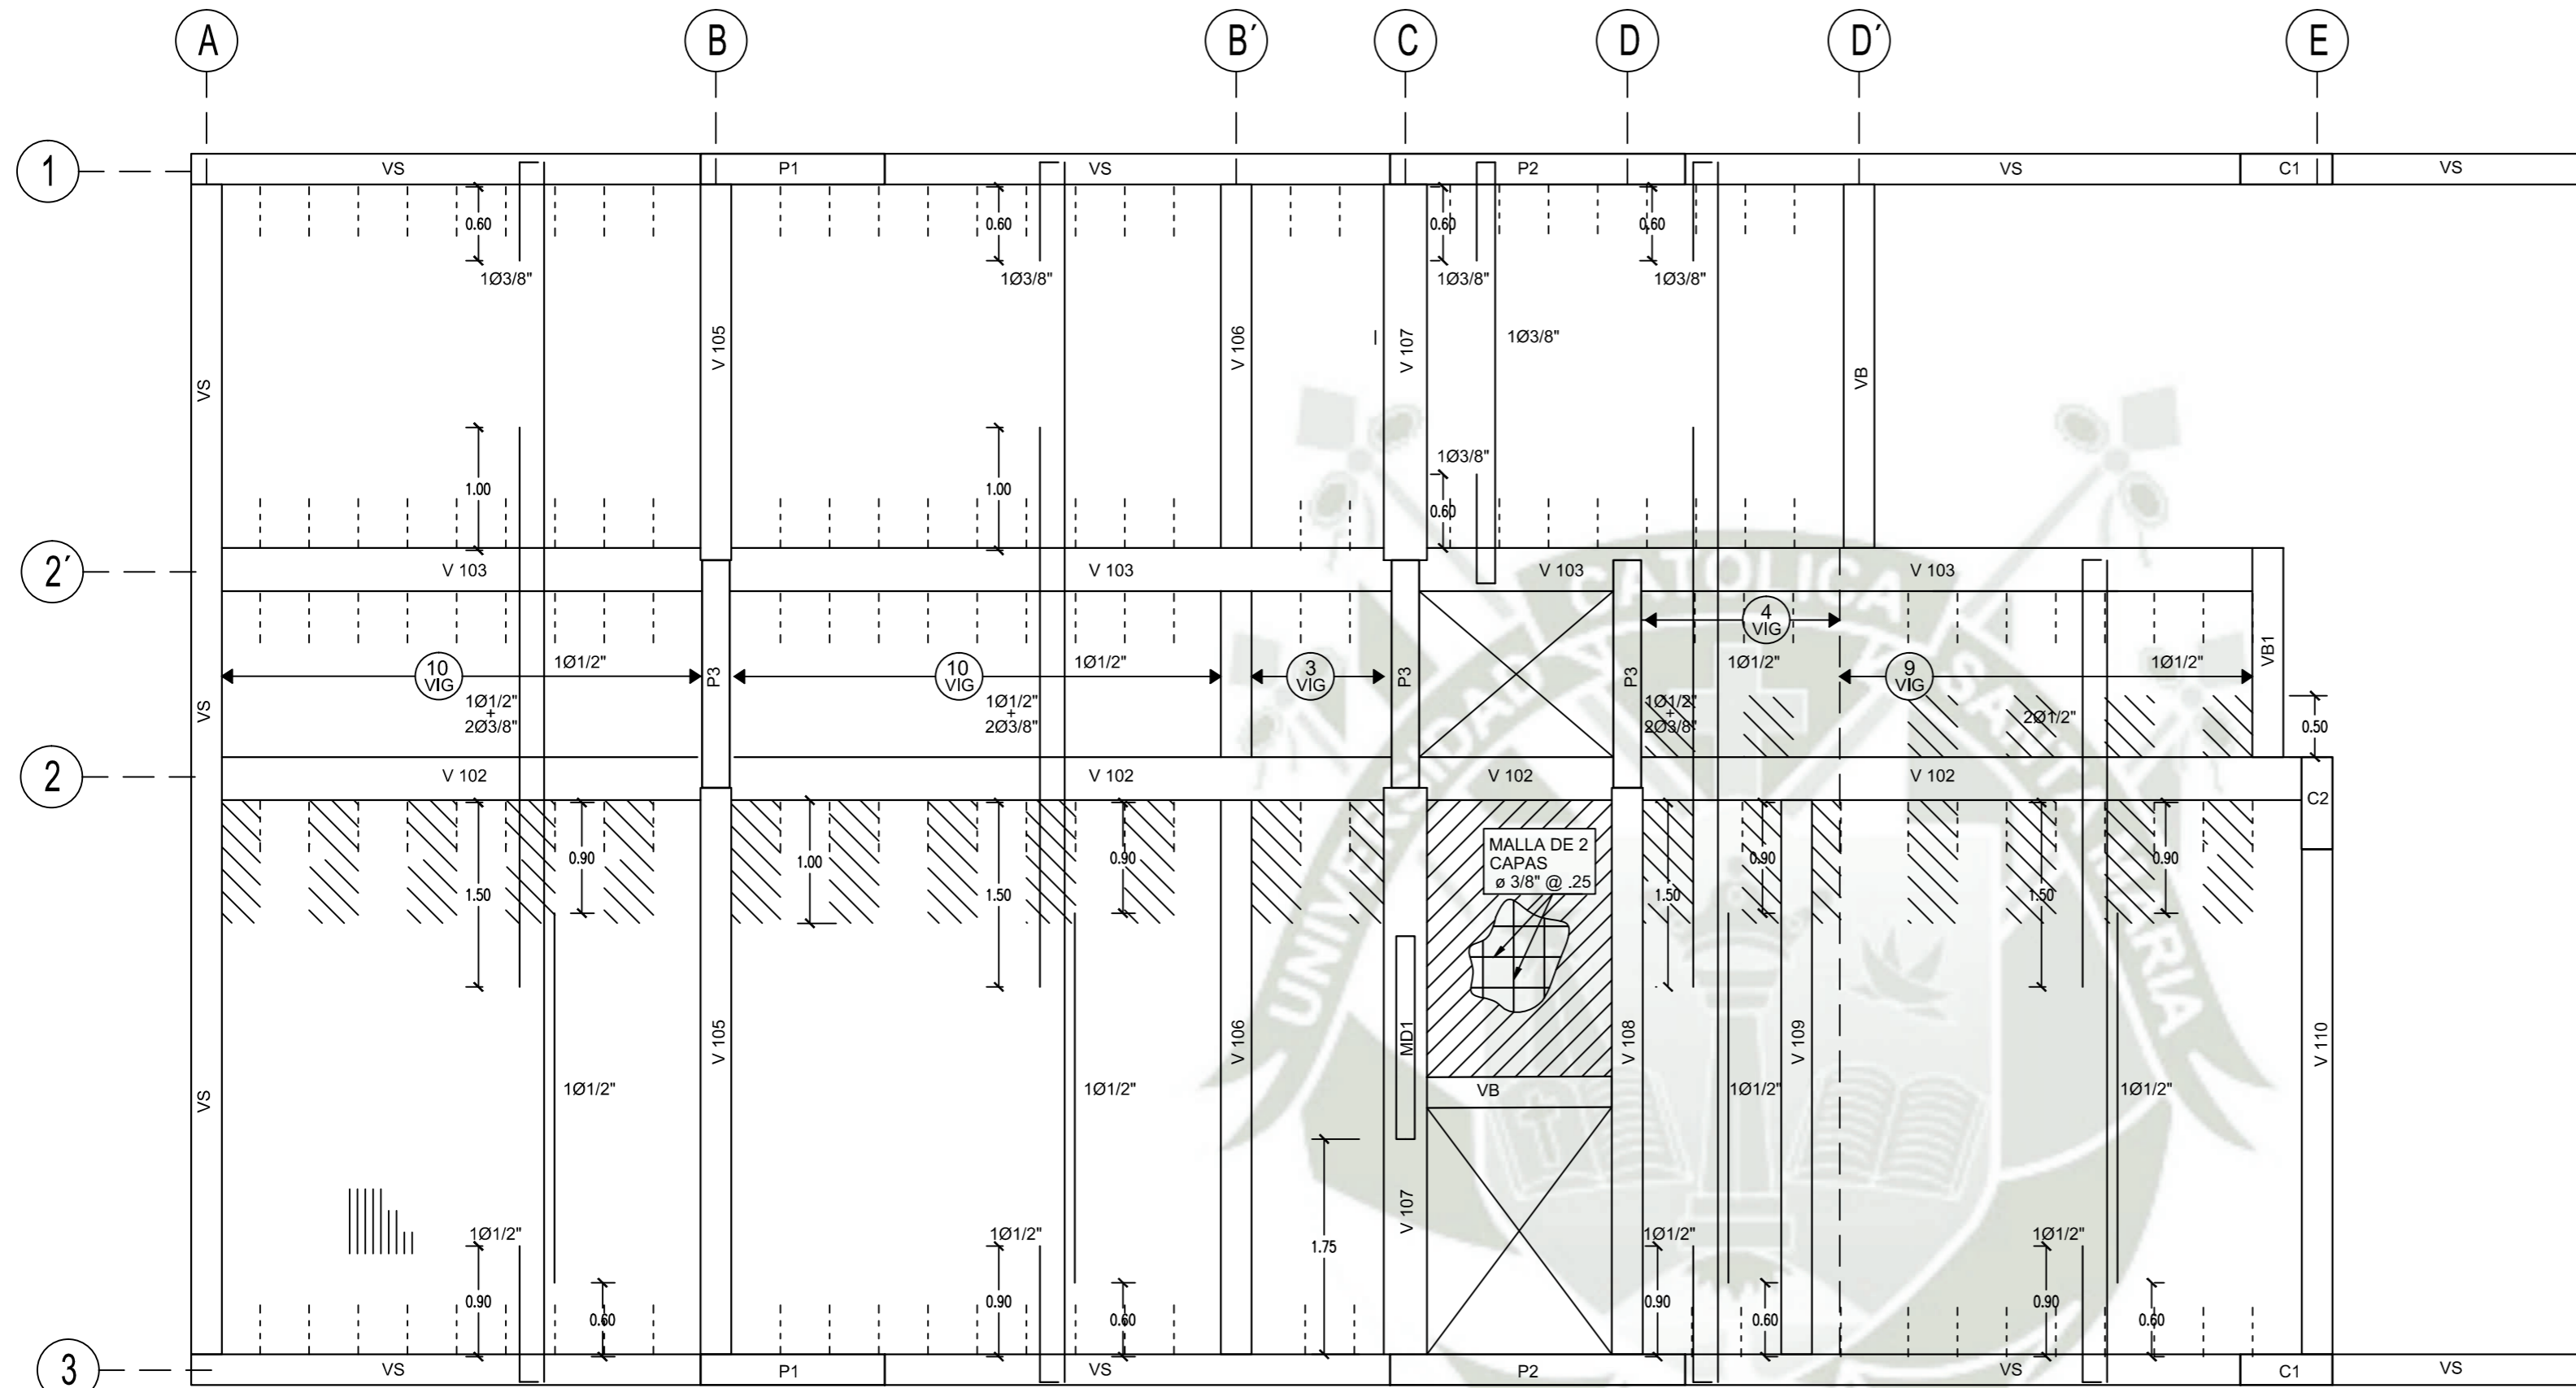 A B B´ C D D´ E
1 VS P1 VS P2 VS C1 VS
0.60 0.60 0.60 0.60
1Ø3/8" 1Ø3/8" 1Ø3/8" 1Ø3/8"
V 105 V 106 V 107 1Ø3/8" VB
VS
1Ø3/8"
1.00 1.00 0.60
2´ V 103 V 103 V 103 V 103
4
VIG
1Ø1/2" 1Ø1/2" 1Ø1/2" 1Ø1/2"
10 10 3 9
VIG VIG VIG VIG
P3 P3 P3 VB1
VS
1Ø1/2" 1Ø1/2" 1Ø1/2"
+ + +
2Ø3/8" 2Ø3/8" 2Ø3/8"
2Ø1/2" 0.50
2 V 102 V 102 V 102 V 102
C2
MALLA DE 2
CAPAS
ø 3/8" @ .25
0.90 1.00 0.90 0.90 0.90
1.50 1.50 1.50 1.50
V 105 V 106 MD1 V 108 V 109 V 110
VS 1Ø1/2" 1Ø1/2" VB 1Ø1/2" 1Ø1/2"
V 107
1Ø1/2" 1Ø1/2" 1.75 1Ø1/2" 1Ø1/2"
0.90 0.90 0.90 0.90
0.60 0.60 0.60 0.60
3 VS P1 VS P2 VS C1 VS
UNIVERSIDAD CATOLICA SANTA MARIA